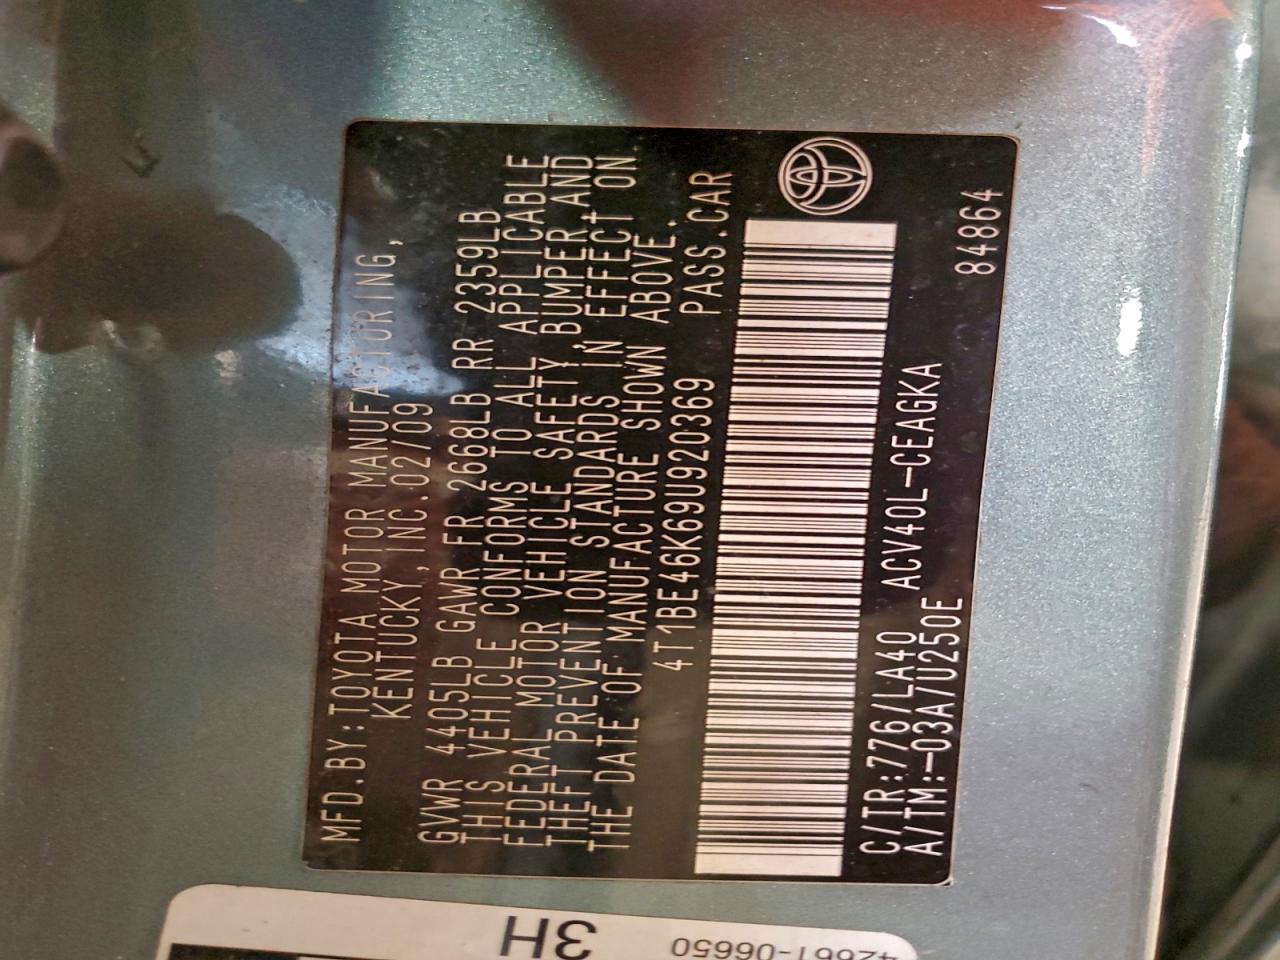 MFD.BY:TOYOTA MOTOR MANUFACTURING,
KENTUCKY,INC.02/09
GVWR 4405LB GAWR FR 2668LB RR 2359LB
THIS VEHICLE CONFORMS TO ALL APPLICABLE
FEDERAL MOTOR VEHICLE SAFETY, BUMPER,AND
THEFT PREVENTION STANDARDS IN EFFECT ON
THE DATE OF MANUFACTURE SHOWN ABOVE.
4T1BE46K69U920369 PASS.CAR
C/TR:776/LA40 ACV40L-CEAGKA 84864
A/TM:-03A/U250E
3H
42661-06650